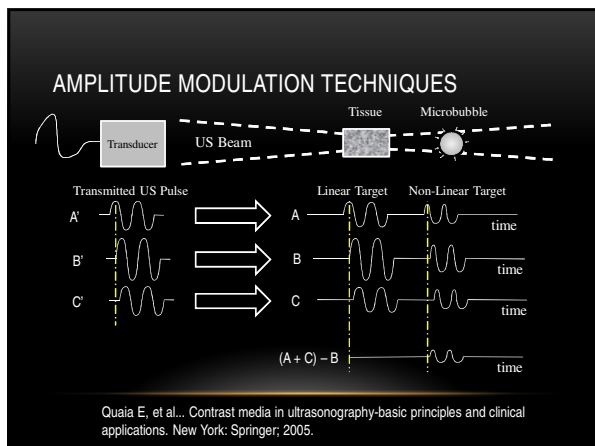 AMPLITUDE MODULATION TECHNIQUES
Tissue
Microbubble
Transducer
US Beam
Transmitted US Pulse
Linear Target
Non-Linear Target
A'
A
time
B'
B
time
C'
C
time
(A + C) – B
time
Quaia E, et al... Contrast media in ultrasonography-basic principles and clinical
applications. New York: Springer; 2005.